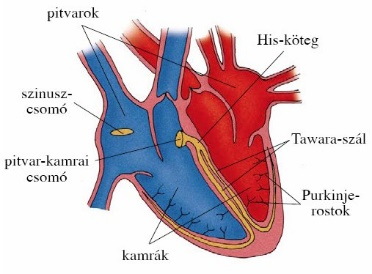 pitvarok
His-köteg
szinusz-
csomó
Tawara-szál
pitvar-kamrai
csomó
Purkinje-
rostok
kamrák